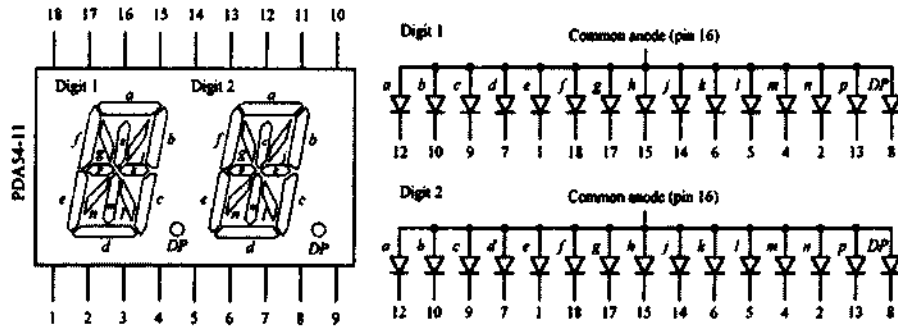 18 17 16 15 14 13 12 11 10
PDA54-11
Digit 1 Digit 2
a a
f b f b
g g
e c e c
n m l n m l
d DP d DP
1 2 3 4 5 6 7 8 9
Digit 1 Common anode (pin 16)
a b c d e f g h j k l m n p DP
12 10 9 7 1 18 17 15 14 6 5 4 2 13 8
Digit 2 Common anode (pin 16)
a b c d e f g h j k l m n p DP
12 10 9 7 1 18 17 15 14 6 5 4 2 13 8